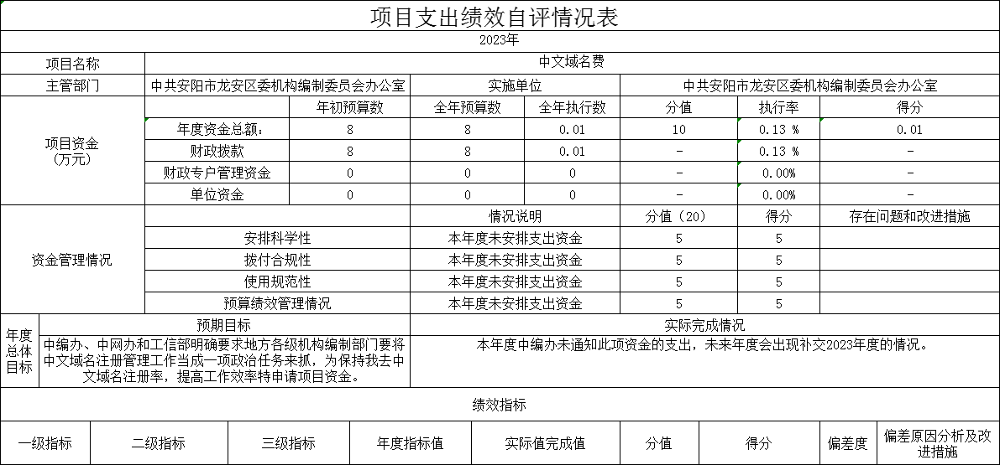 项目支出绩效自评情况表
2023年
项目名称 中文域名费
主管部门 中共安阳市龙安区委机构编制委员会办公室 实施单位 中共安阳市龙安区委机构编制委员会办公室
项目资金
(万元)
年初预算数 全年预算数 全年执行数 分值 执行率 得分
年度资金总额： 8 8 0.01 10 0.13 % 0.01
财政拨款 8 8 0.01 - 0.13 % -
财政专户管理资金 0 0 0 - 0.00% -
单位资金 0 0 0 - 0.00% -
资金管理情况
情况说明 分值（20） 得分 存在问题和改进措施
安排科学性 本年度未安排支出资金 5 5
拨付合规性 本年度未安排支出资金 5 5
使用规范性 本年度未安排支出资金 5 5
预算绩效管理情况 本年度未安排支出资金 5 5
年度
总体
目标
预期目标 实际完成情况
中编办、中网办和工信部明确要求地方各级机构编制部门要将
中文域名注册管理工作当成一项政治任务来抓，为保持我去中
文域名注册率，提高工作效率特申请项目资金。
本年度中编办未通知此项资金的支出，未来年度会出现补交2023年度的情况。
绩效指标
一级指标 二级指标 三级指标 年度指标值 实际值完成值 分值 得分 偏差度 偏差原因分析及改
进措施